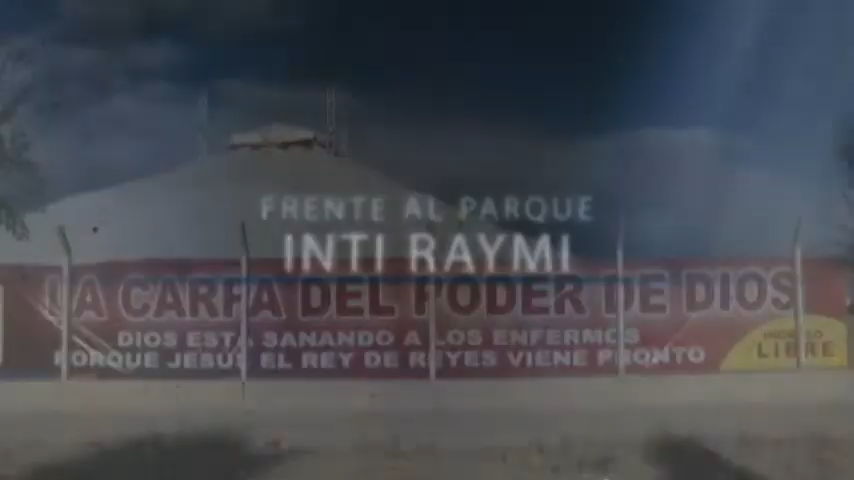 FRENTE AL PARQUE
INTI RAYMI
LA CARPA DEL PODER DE DIOS
DIOS ESTA SANANDO A LOS ENFERMOS
PORQUE JESUS EL REY DE REYES VIENE PRONTO
INGRESO
LIBRE